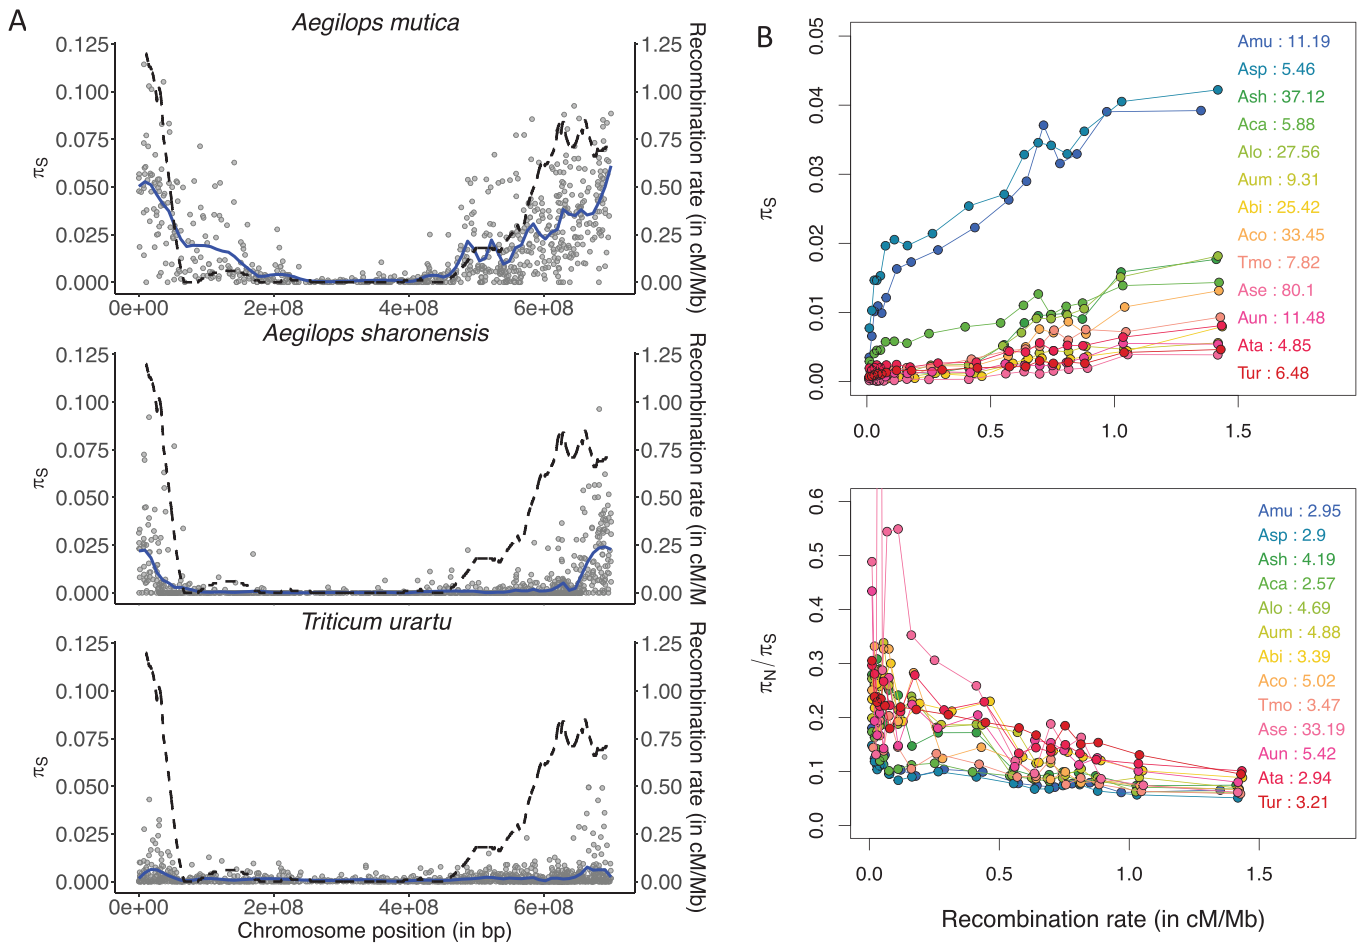 A
Aegilops mutica
0.125
0.100
0.075
0.050
0.025
0.000
πS
1.25
1.00
0.75
0.50
0.25
0.00
Recombination rate (in cM/Mb)
0e+00 2e+08 4e+08 6e+08
Aegilops sharonensis
0.125
0.100
0.075
0.050
0.025
0.000
πS
1.25
1.00
0.75
0.50
0.25
0.00
Recombination rate (in cM/M
0e+00 2e+08 4e+08 6e+08
Triticum urartu
0.125
0.100
0.075
0.050
0.025
0.000
πS
1.25
1.00
0.75
0.50
0.25
0.00
Recombination rate (in cM/Mb)
0e+00 2e+08 4e+08 6e+08
Chromosome position (in bp)
B
πS
0.05
0.04
0.03
0.02
0.01
0.00
0.0 0.5 1.0 1.5
Amu : 11.19
Asp : 5.46
Ash : 37.12
Aca : 5.88
Alo : 27.56
Aum : 9.31
Abi : 25.42
Aco : 33.45
Tmo : 7.82
Ase : 80.1
Aun : 11.48
Ata : 4.85
Tur : 6.48
πN/πS
0.6
0.5
0.4
0.3
0.2
0.1
0.0
0.0 0.5 1.0 1.5
Amu : 2.95
Asp : 2.9
Ash : 4.19
Aca : 2.57
Alo : 4.69
Aum : 4.88
Abi : 3.39
Aco : 5.02
Tmo : 3.47
Ase : 33.19
Aun : 5.42
Ata : 2.94
Tur : 3.21
Recombination rate (in cM/Mb)